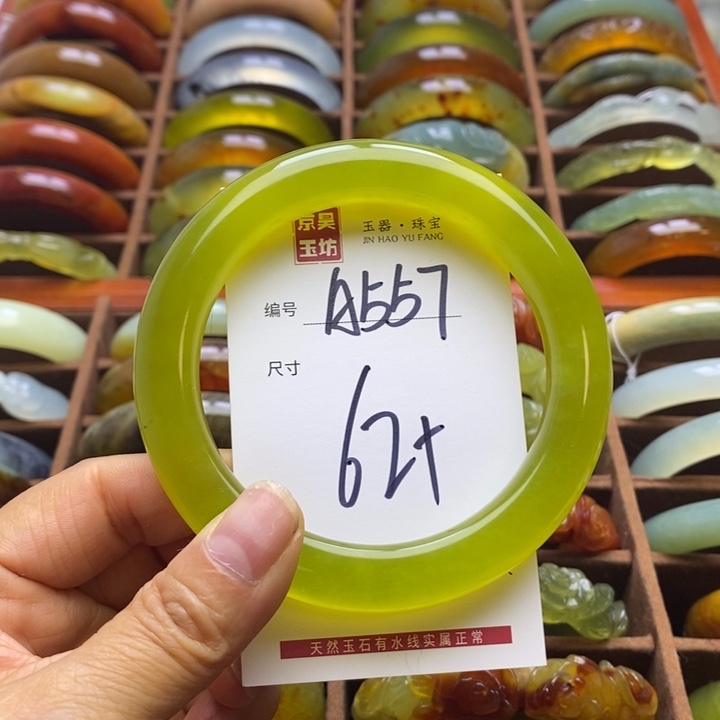 京昊
玉坊
玉器·珠宝
JIN HAO YU FANG
编号 A557
尺寸
62+
天然玉石有水线实属正常